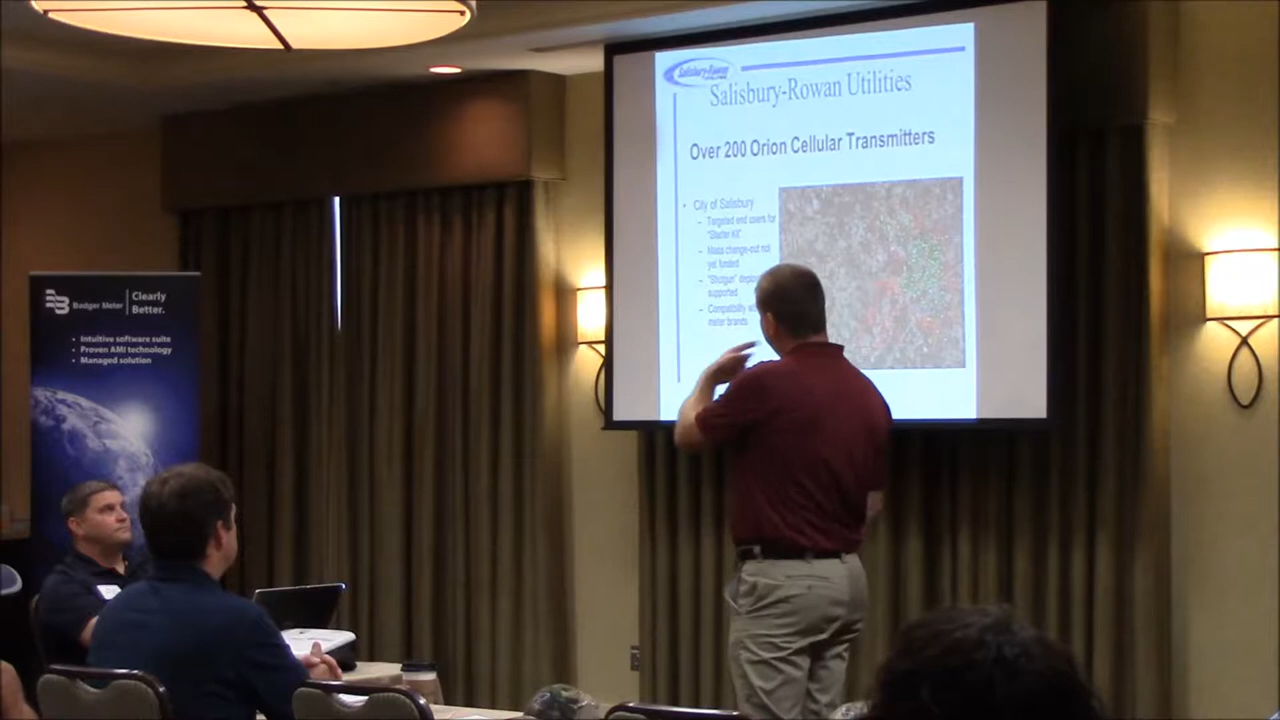 Salisbury-Rowan
Salisbury-Rowan Utilities
Over 200 Orion Cellular Transmitters
• City of Salisbury
– Targeted end users for
"Starter Kit"
– Mass change-out not
yet funded
– "Shotgun"
supported
– Compatibility
meter brands
Badger Meter
Clearly
Better.
• Intuitive software suite
• Proven AMI technology
• Managed solution